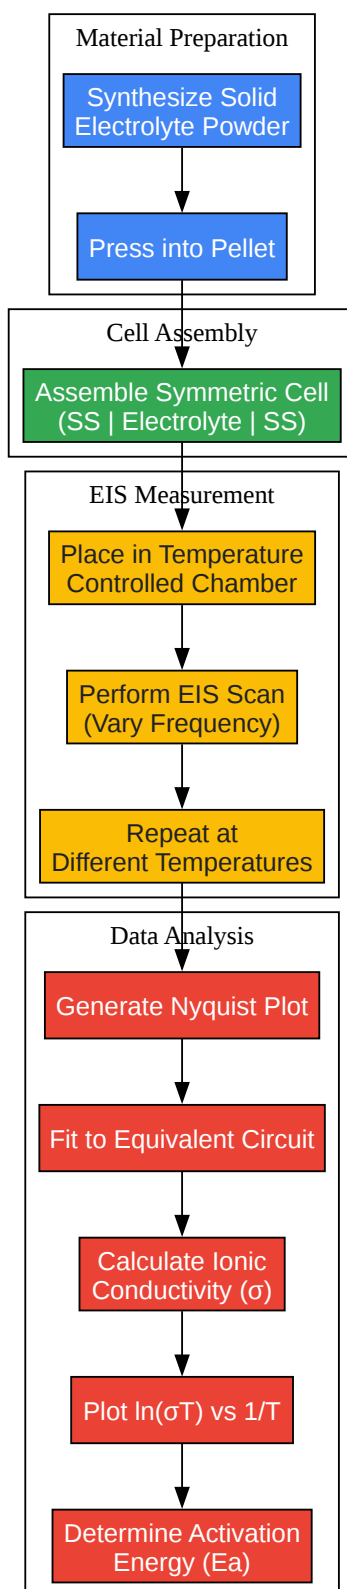 Material Preparation
Synthesize Solid
Electrolyte Powder
Press into Pellet
Cell Assembly
Assemble Symmetric Cell
(SS | Electrolyte | SS)
EIS Measurement
Place in Temperature
Controlled Chamber
Perform EIS Scan
(Vary Frequency)
Repeat at
Different Temperatures
Data Analysis
Generate Nyquist Plot
Fit to Equivalent Circuit
Calculate Ionic
Conductivity (σ)
Plot ln(σT) vs 1/T
Determine Activation
Energy (Ea)